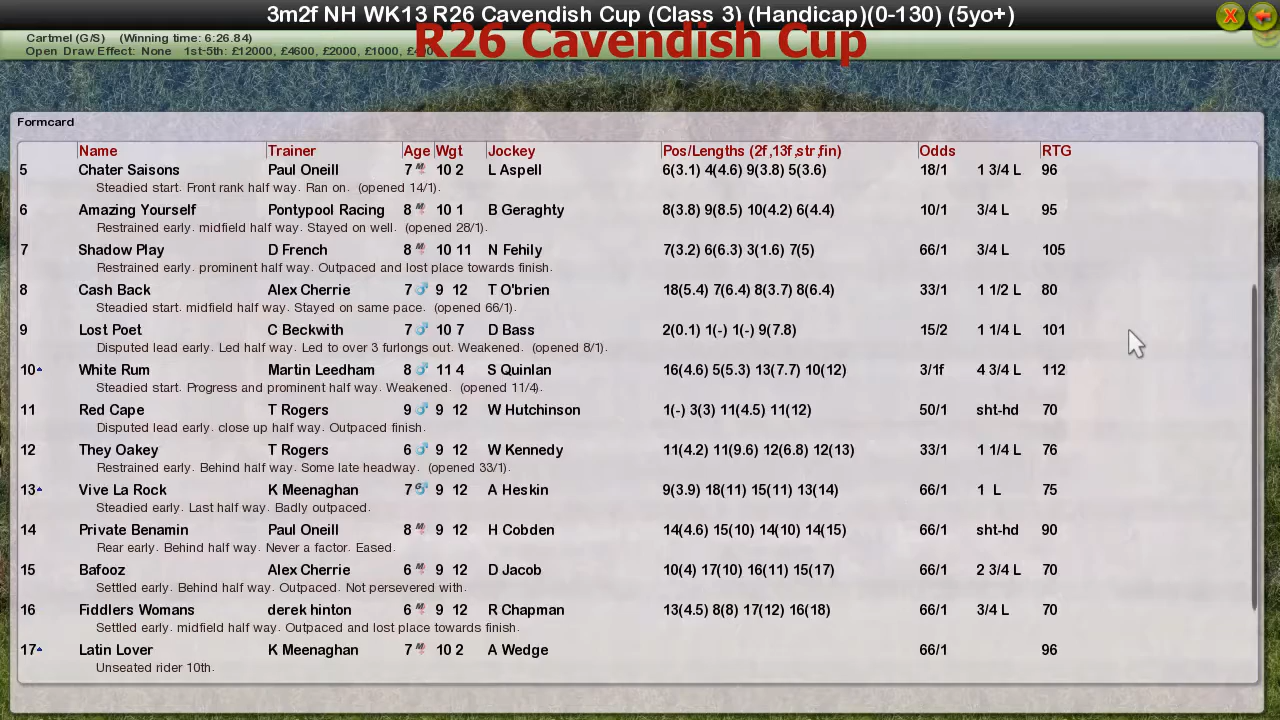 3m2f NH WK13 R26 Cavendish Cup (Class 3) (Handicap)(0-130) (5yo+)
R26 Cavendish Cup
Cartmel (G/S) (Winning time: 6:26.84)
Open Draw Effect: None 1st-5th: £12000, £4600, £2000, £1000, £
Formcard
Name Trainer Age Wgt Jockey Pos/Lengths (2f,13f,str,fin) Odds RTG
5 Chater Saisons Paul Oneill 7 10 2 L Aspell 6(3.1) 4(4.6) 9(3.8) 5(3.6) 18/1 1 3/4 L 96
Steadied start. Front rank half way. Ran on. (opened 14/1).
6 Amazing Yourself Pontypool Racing 8 10 1 B Geraghty 8(3.8) 9(8.5) 10(4.2) 6(4.4) 10/1 3/4 L 95
Restrained early. midfield half way. Stayed on well. (opened 28/1).
7 Shadow Play D French 8 10 11 N Fehily 7(3.2) 6(6.3) 3(1.6) 7(5) 66/1 3/4 L 105
Restrained early. prominent half way. Outpaced and lost place towards finish.
8 Cash Back Alex Cherrie 7 9 12 T O'brien 18(5.4) 7(6.4) 8(3.7) 8(6.4) 33/1 1 1/2 L 80
Steadied start. midfield half way. Stayed on same pace. (opened 66/1).
9 Lost Poet C Beckwith 7 10 7 D Bass 2(0.1) 1(-) 1(-) 9(7.8) 15/2 1 1/4 L 101
Disputed lead early. Led half way. Led to over 3 furlongs out. Weakened. (opened 8/1).
10 White Rum Martin Leedham 8 11 4 S Quinlan 16(4.6) 5(5.3) 13(7.7) 10(12) 3/1f 4 3/4 L 112
Steadied start. Progress and prominent half way. Weakened. (opened 11/4).
11 Red Cape T Rogers 9 9 12 W Hutchinson 1(-) 3(3) 11(4.5) 11(12) 50/1 sht-hd 70
Disputed lead early. close up half way. Outpaced finish.
12 They Oakey T Rogers 6 9 12 W Kennedy 11(4.2) 11(9.6) 12(6.8) 12(13) 33/1 1 1/4 L 76
Restrained early. Behind half way. Some late headway. (opened 33/1).
13 Vive La Rock K Meenaghan 7 9 12 A Heskin 9(3.9) 18(11) 15(11) 13(14) 66/1 1 L 75
Steadied early. Last half way. Badly outpaced.
14 Private Benamin Paul Oneill 8 9 12 H Cobden 14(4.6) 15(10) 14(10) 14(15) 66/1 sht-hd 90
Rear early. Behind half way. Never a factor. Eased.
15 Bafooz Alex Cherrie 6 9 12 D Jacob 10(4) 17(10) 16(11) 15(17) 66/1 2 3/4 L 70
Settled early. Behind half way. Outpaced. Not persevered with.
16 Fiddlers Womans derek hinton 6 9 12 R Chapman 13(4.5) 8(8) 17(12) 16(18) 66/1 3/4 L 70
Settled early. midfield half way. Outpaced and lost place towards finish.
17 Latin Lover K Meenaghan 7 10 2 A Wedge 66/1 96
Unseated rider 10th.